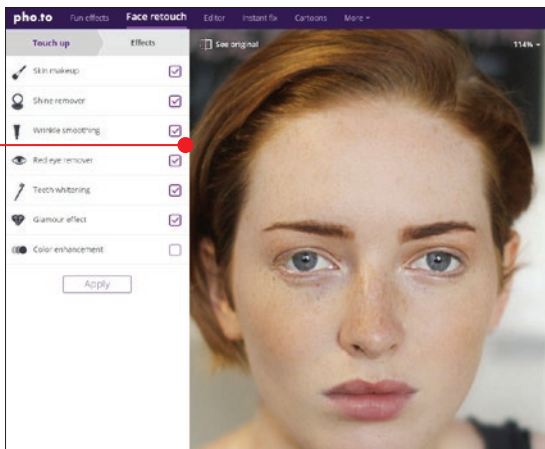 pho.to Fun effects Face retouch Editor Instant fix Cartoons More
Touch up Effects
See original 114%
Skin makeup
Shine remover
Wrinkle smoothing
Red eye remover
Teeth whitening
Glamour effect
Color enhancement
Apply